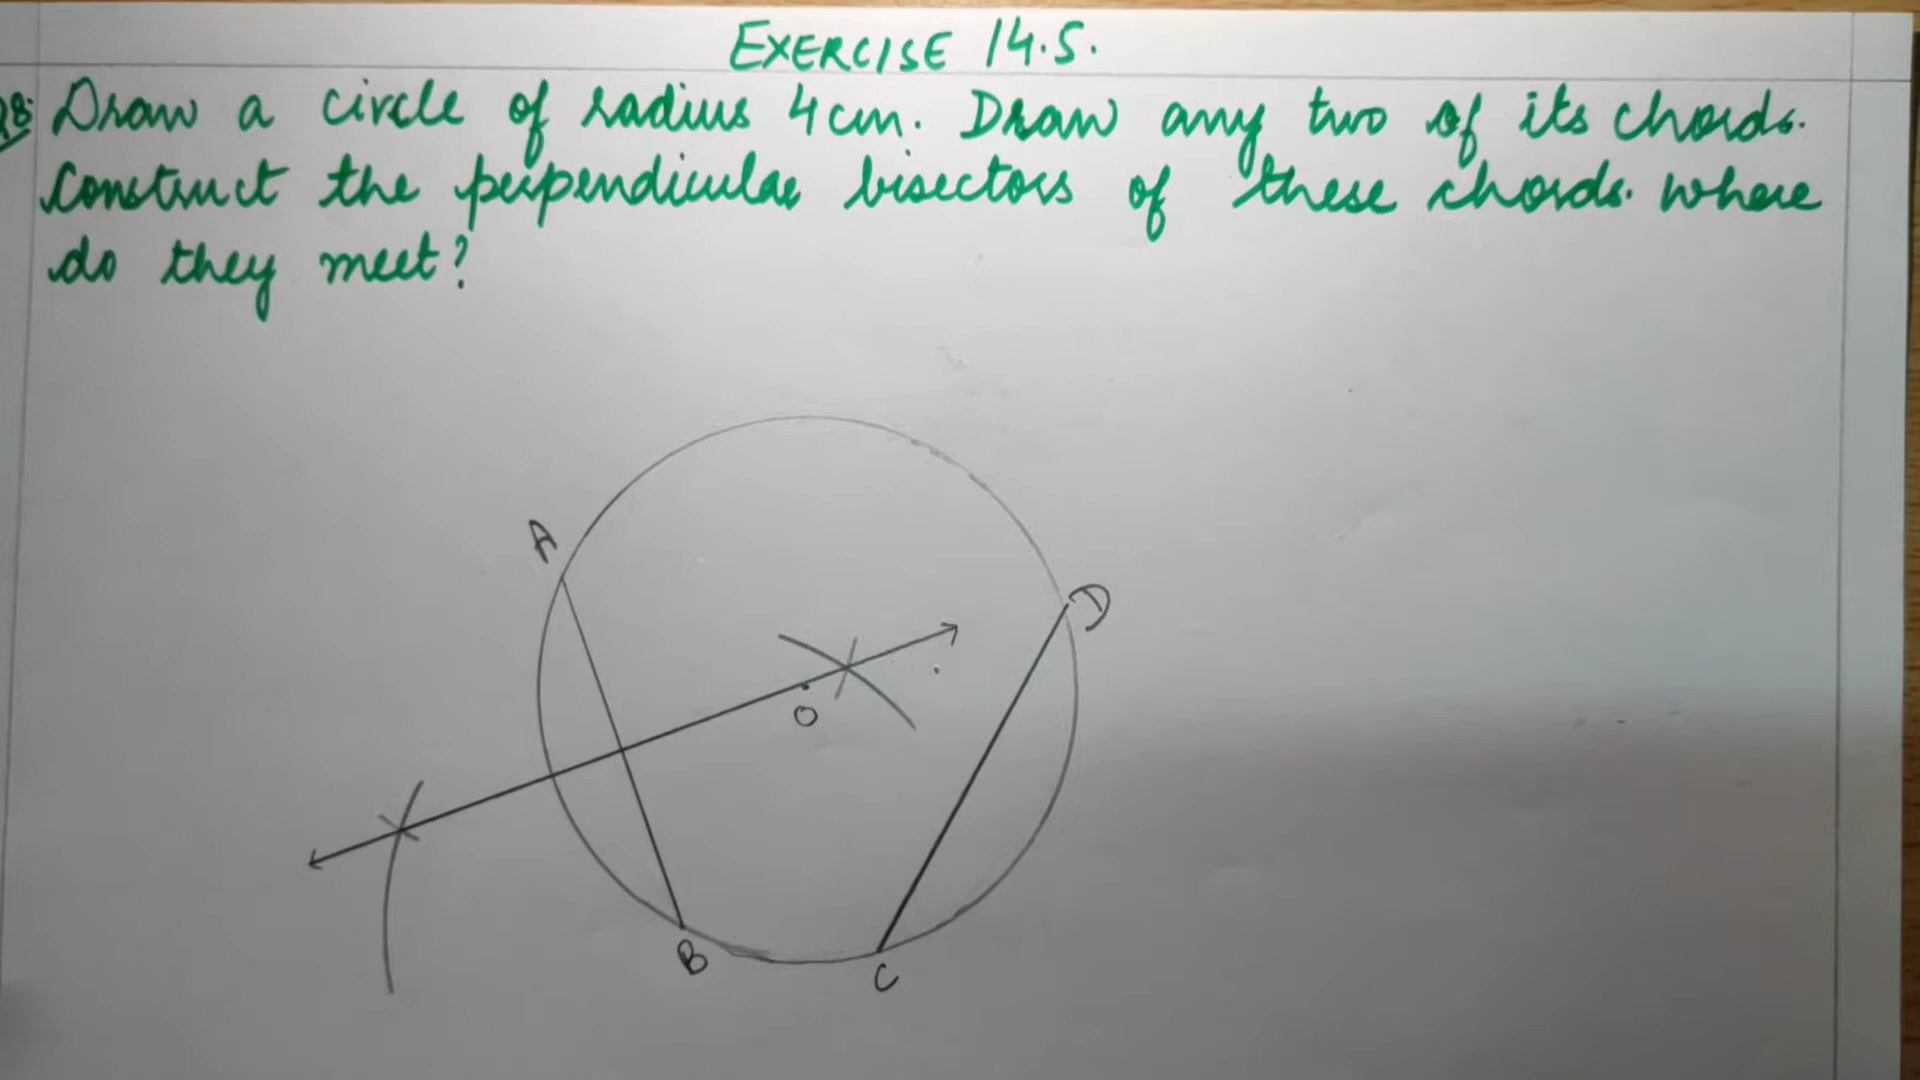 EXERCISE 14.5.
Q8: Draw a circle of radius 4cm. Draw any two of its chords.
Construct the perpendicular bisectors of these chords. where
do they meet?
A
D
O
B
C